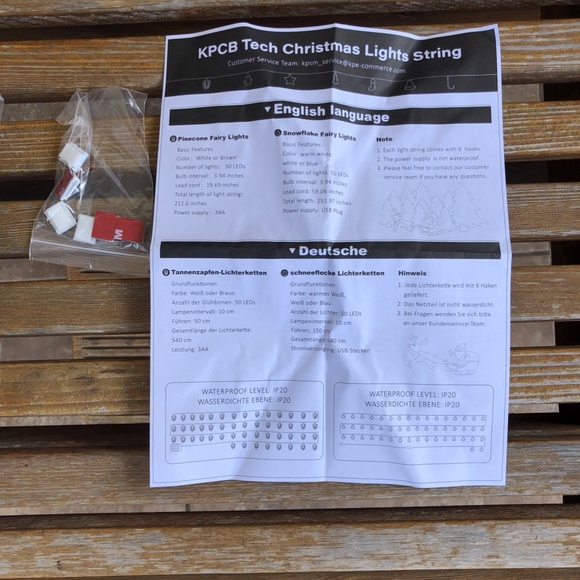 KPCB Tech Christmas Lights String
Customer Service Team: kpsm_service@kpe-commerce.com
▼English language
Pinecone Fairy Lights
Basic Features
Color: White or Brown
Number of lights: 50 LEDs
Bulb interval: 3.94 inches
Lead cord: 19.69 inches
Total length of light string:
212.6 inches
Power supply: 3AA
Snowflake Fairy Lights
Basic Features
Color: warm white,
white or blue
Number of lights: 50 LEDs
Bulb interval: 3.94 inches
Lead cord: 59.06 inches
Total length: 251.97 inches
Power supply: USB Plug
Note
1. Each light string comes with 6 hooks.
2. The power supply is not waterproof.
3. Please feel free to contact our customer
service team if you have any questions.
▼Deutsche
Tannenzapfen-Lichterketten
Grundfunktionen
Farbe: Weiß oder Braun
Anzahl der Glühbirnen: 50 LEDs
Lampenintervall: 10 cm
Führen: 50 cm
Gesamtlänge der Lichterkette:
540 cm
Leistung: 3AA
schneeflocke Lichterketten
Grundfunktionen
Farbe: warmes Weiß,
Weiß oder Blau
Anzahl der Lichter: 50 LEDs
Lampenintervall: 10 cm
Führen: 150 cm
Gesamtlänge: 640 cm
Stromversorgung: USB-Stecker
Hinweis
1. Jede Lichterkette wird mit 6 Haken
geliefert.
2. Das Netzteil ist nicht wasserdicht.
3. Bei Fragen wenden Sie sich bitte
an unser Kundenservice-Team.
WATERPROOF LEVEL: IP20
WASSERDICHTE EBENE: IP20
WATERPROOF LEVEL: IP20
WASSERDICHTE EBENE: IP20